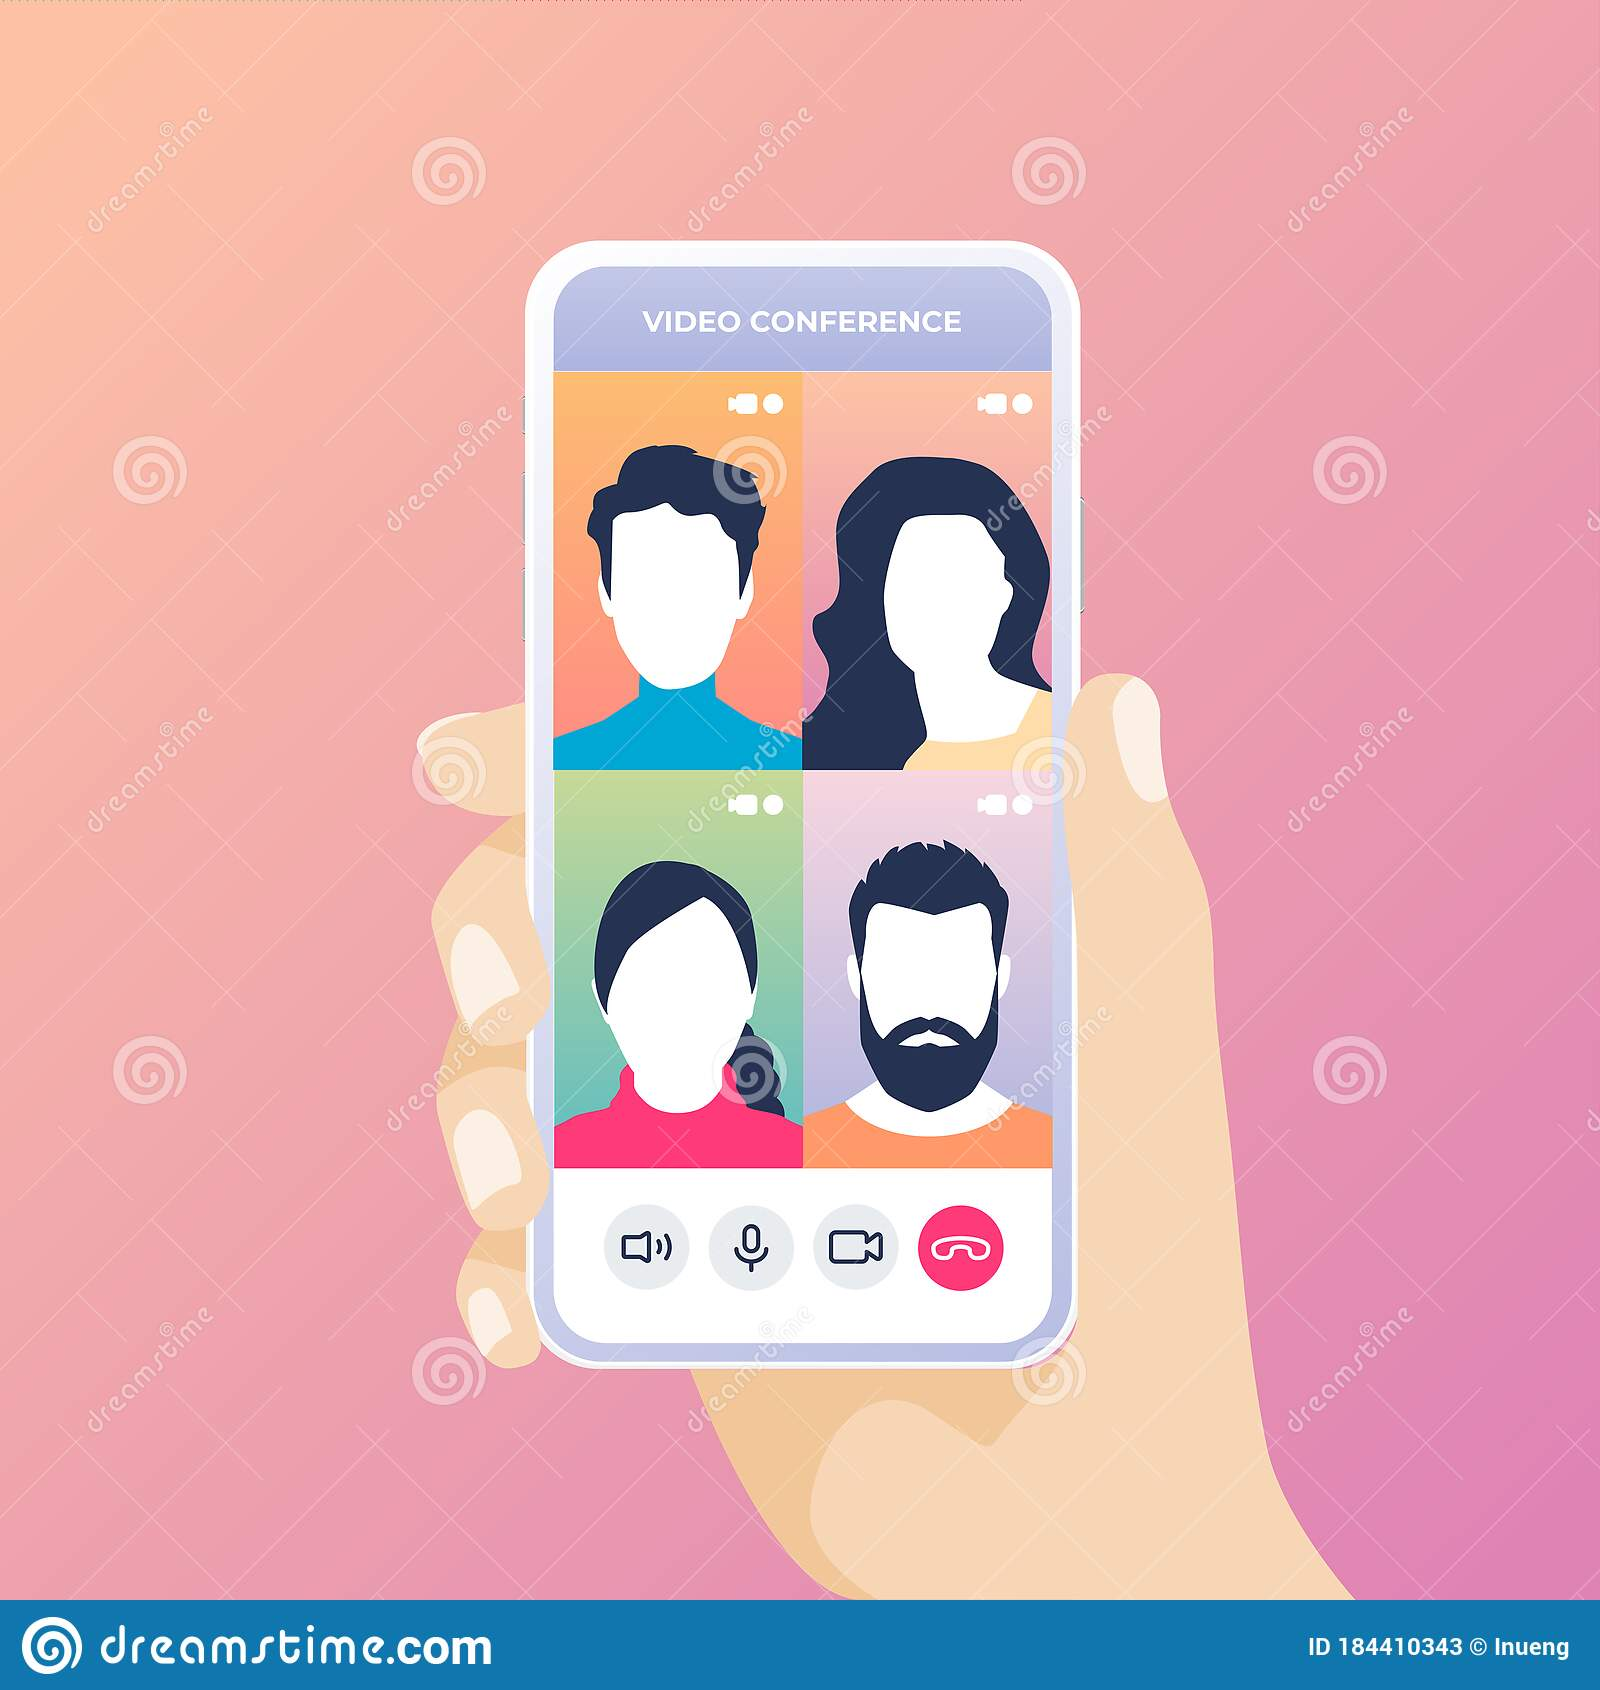 VIDEO CONFERENCE
dreamstime.com
ID 184410343 © Inueng